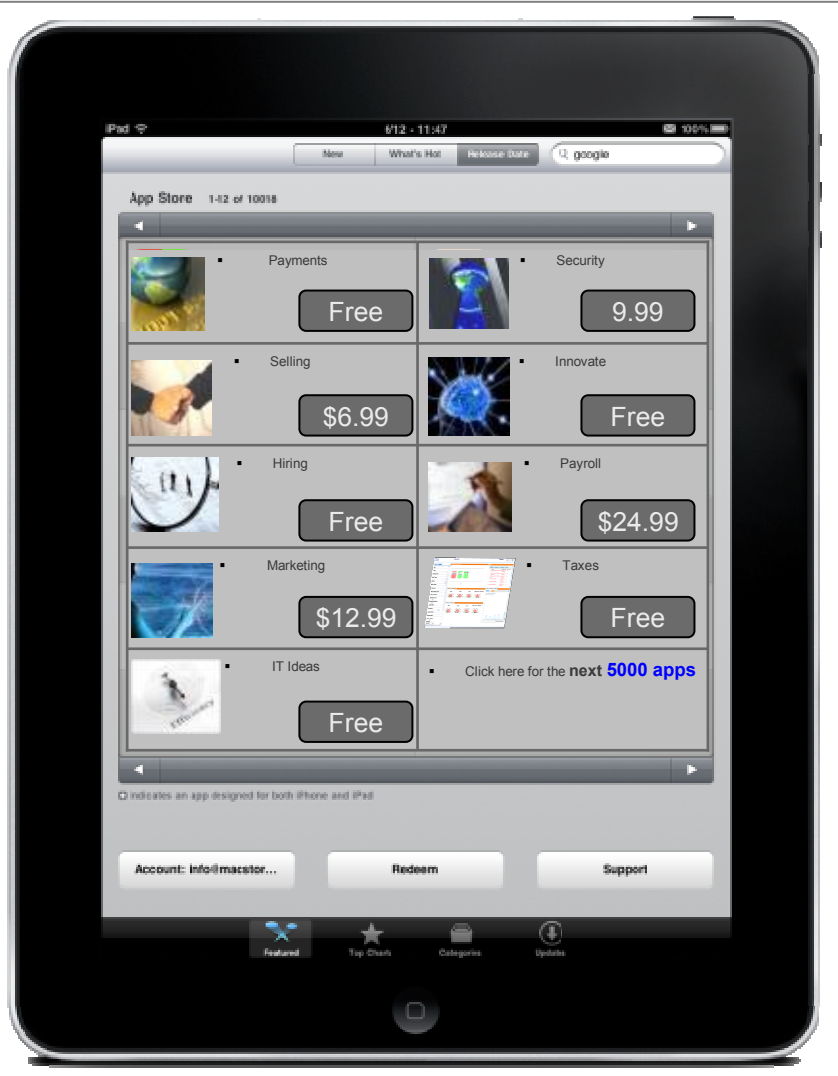 iPad 6/12 - 11:47 100%
New What's Hot Release Date google
App Store 1-12 of 10018
▪ Payments
Free
▪ Security
9.99
▪ Selling
$6.99
▪ Innovate
Free
▪ Hiring
Free
▪ Payroll
$24.99
▪ Marketing
$12.99
▪ Taxes
Free
▪ IT Ideas
Efficiency
Free
▪ Click here for the next 5000 apps
indicates an app designed for both iPhone and iPad
Account: info@macstor... Redeem Support
Featured Top Charts Categories Updates